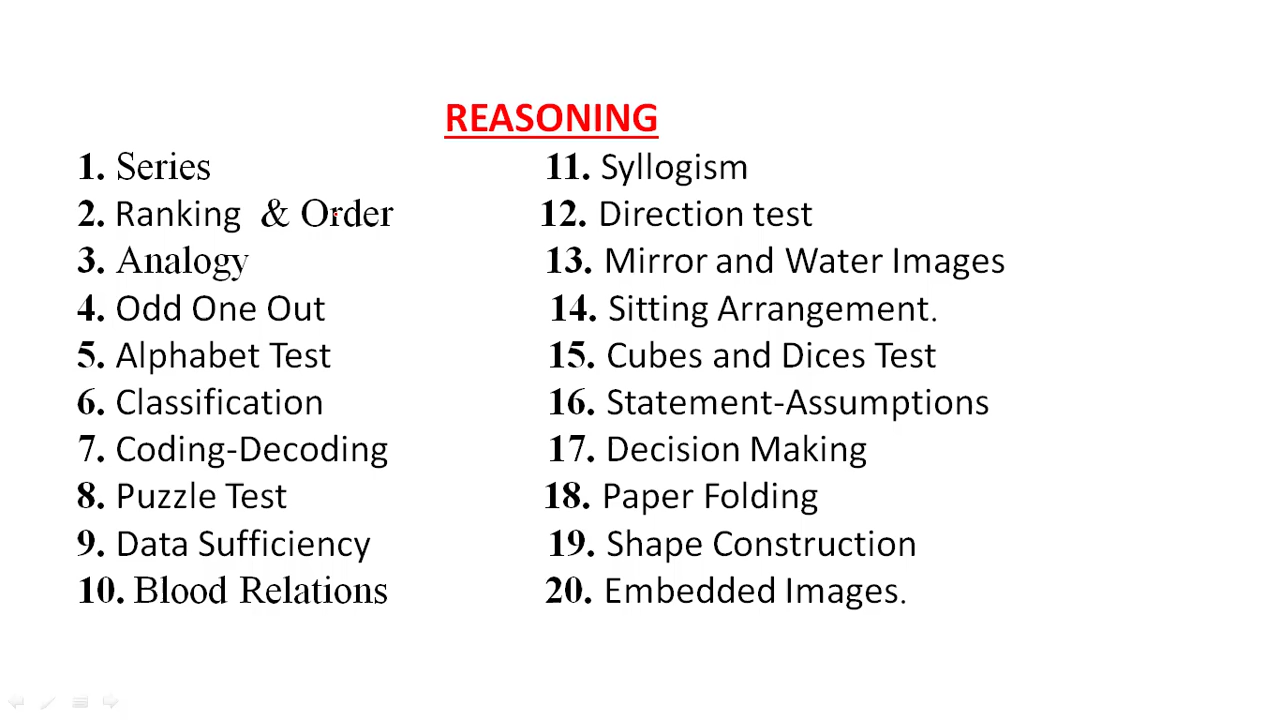 REASONING
1. Series
2. Ranking & Order
3. Analogy
4. Odd One Out
5. Alphabet Test
6. Classification
7. Coding-Decoding
8. Puzzle Test
9. Data Sufficiency
10. Blood Relations
11. Syllogism
12. Direction test
13. Mirror and Water Images
14. Sitting Arrangement.
15. Cubes and Dices Test
16. Statement-Assumptions
17. Decision Making
18. Paper Folding
19. Shape Construction
20. Embedded Images.